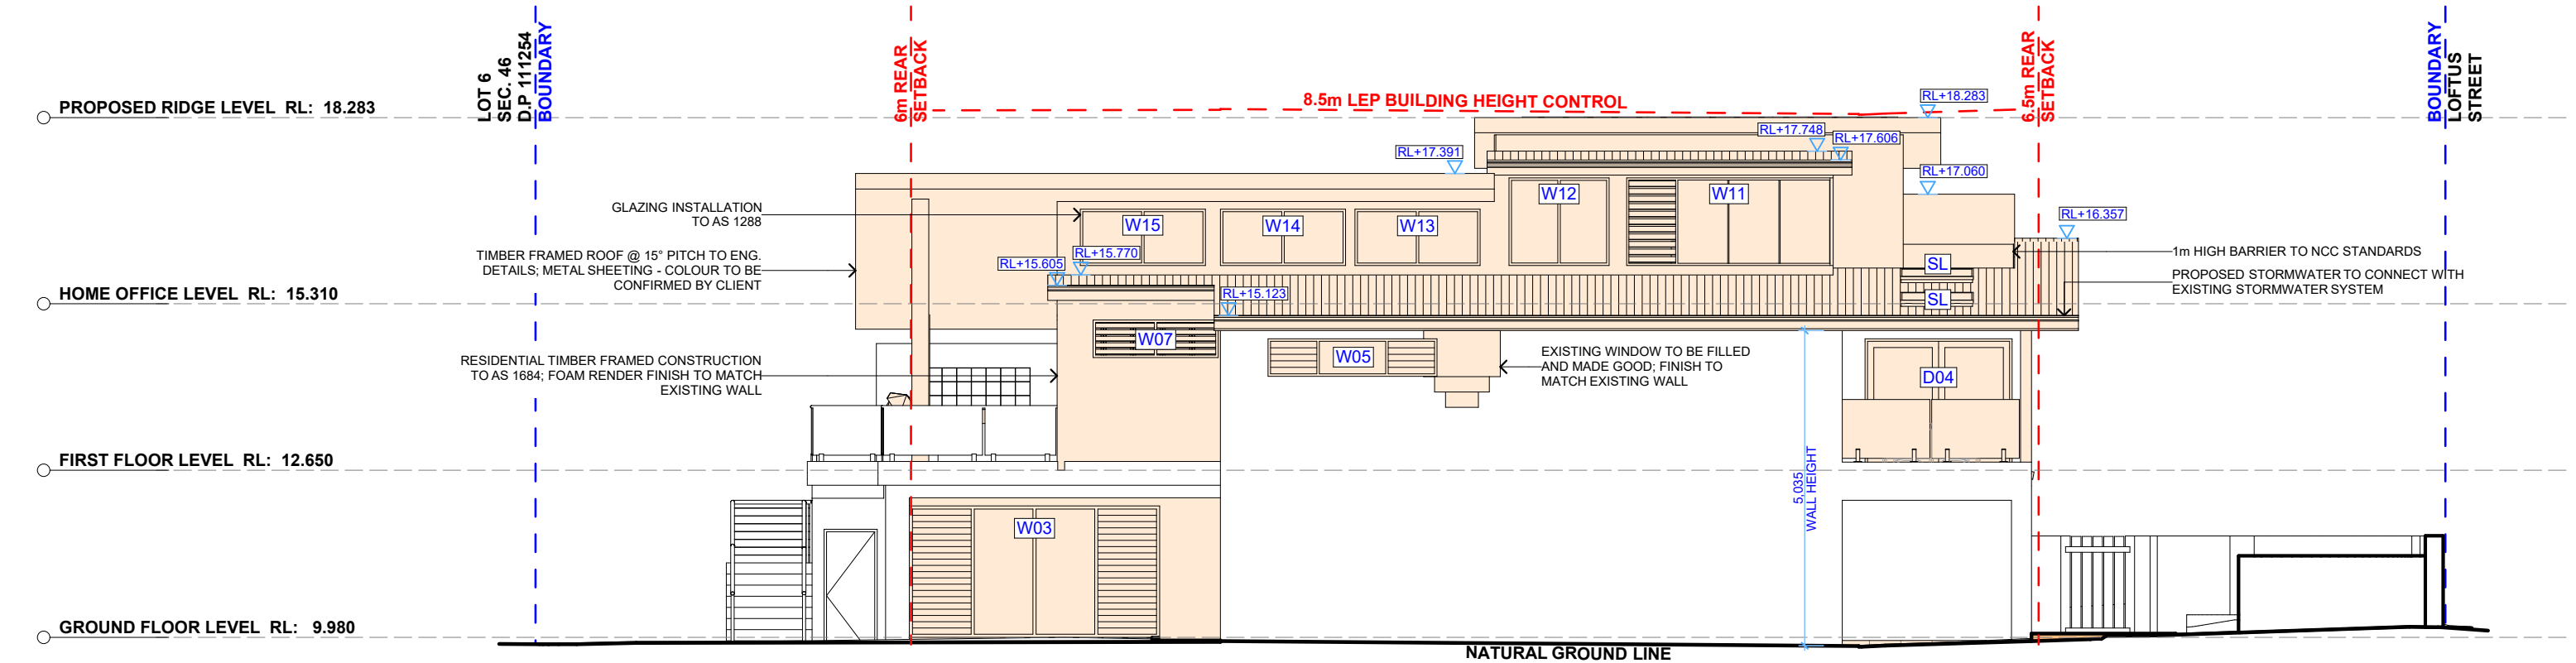 LOT 6
SEC. 46
D.P 111254
BOUNDARY
6m REAR
SETBACK
8.5m LEP BUILDING HEIGHT CONTROL
6.5m REAR
SETBACK
BOUNDARY
LOFTUS
STREET
PROPOSED RIDGE LEVEL RL: 18.283
RL+18.283
RL+17.748
RL+17.606
RL+17.391
RL+17.060
RL+16.357
GLAZING INSTALLATION
TO AS 1288
W15
W14
W13
W12
W11
TIMBER FRAMED ROOF @ 15° PITCH TO ENG.
DETAILS; METAL SHEETING - COLOUR TO BE
CONFIRMED BY CLIENT
RL+15.605
RL+15.770
RL+15.123
SL
SL
1m HIGH BARRIER TO NCC STANDARDS
PROPOSED STORMWATER TO CONNECT WITH
EXISTING STORMWATER SYSTEM
HOME OFFICE LEVEL RL: 15.310
W07
W05
RESIDENTIAL TIMBER FRAMED CONSTRUCTION
TO AS 1684; FOAM RENDER FINISH TO MATCH
EXISTING WALL
EXISTING WINDOW TO BE FILLED
AND MADE GOOD; FINISH TO
MATCH EXISTING WALL
D04
FIRST FLOOR LEVEL RL: 12.650
5,035
WALL HEIGHT
W03
GROUND FLOOR LEVEL RL: 9.980
NATURAL GROUND LINE